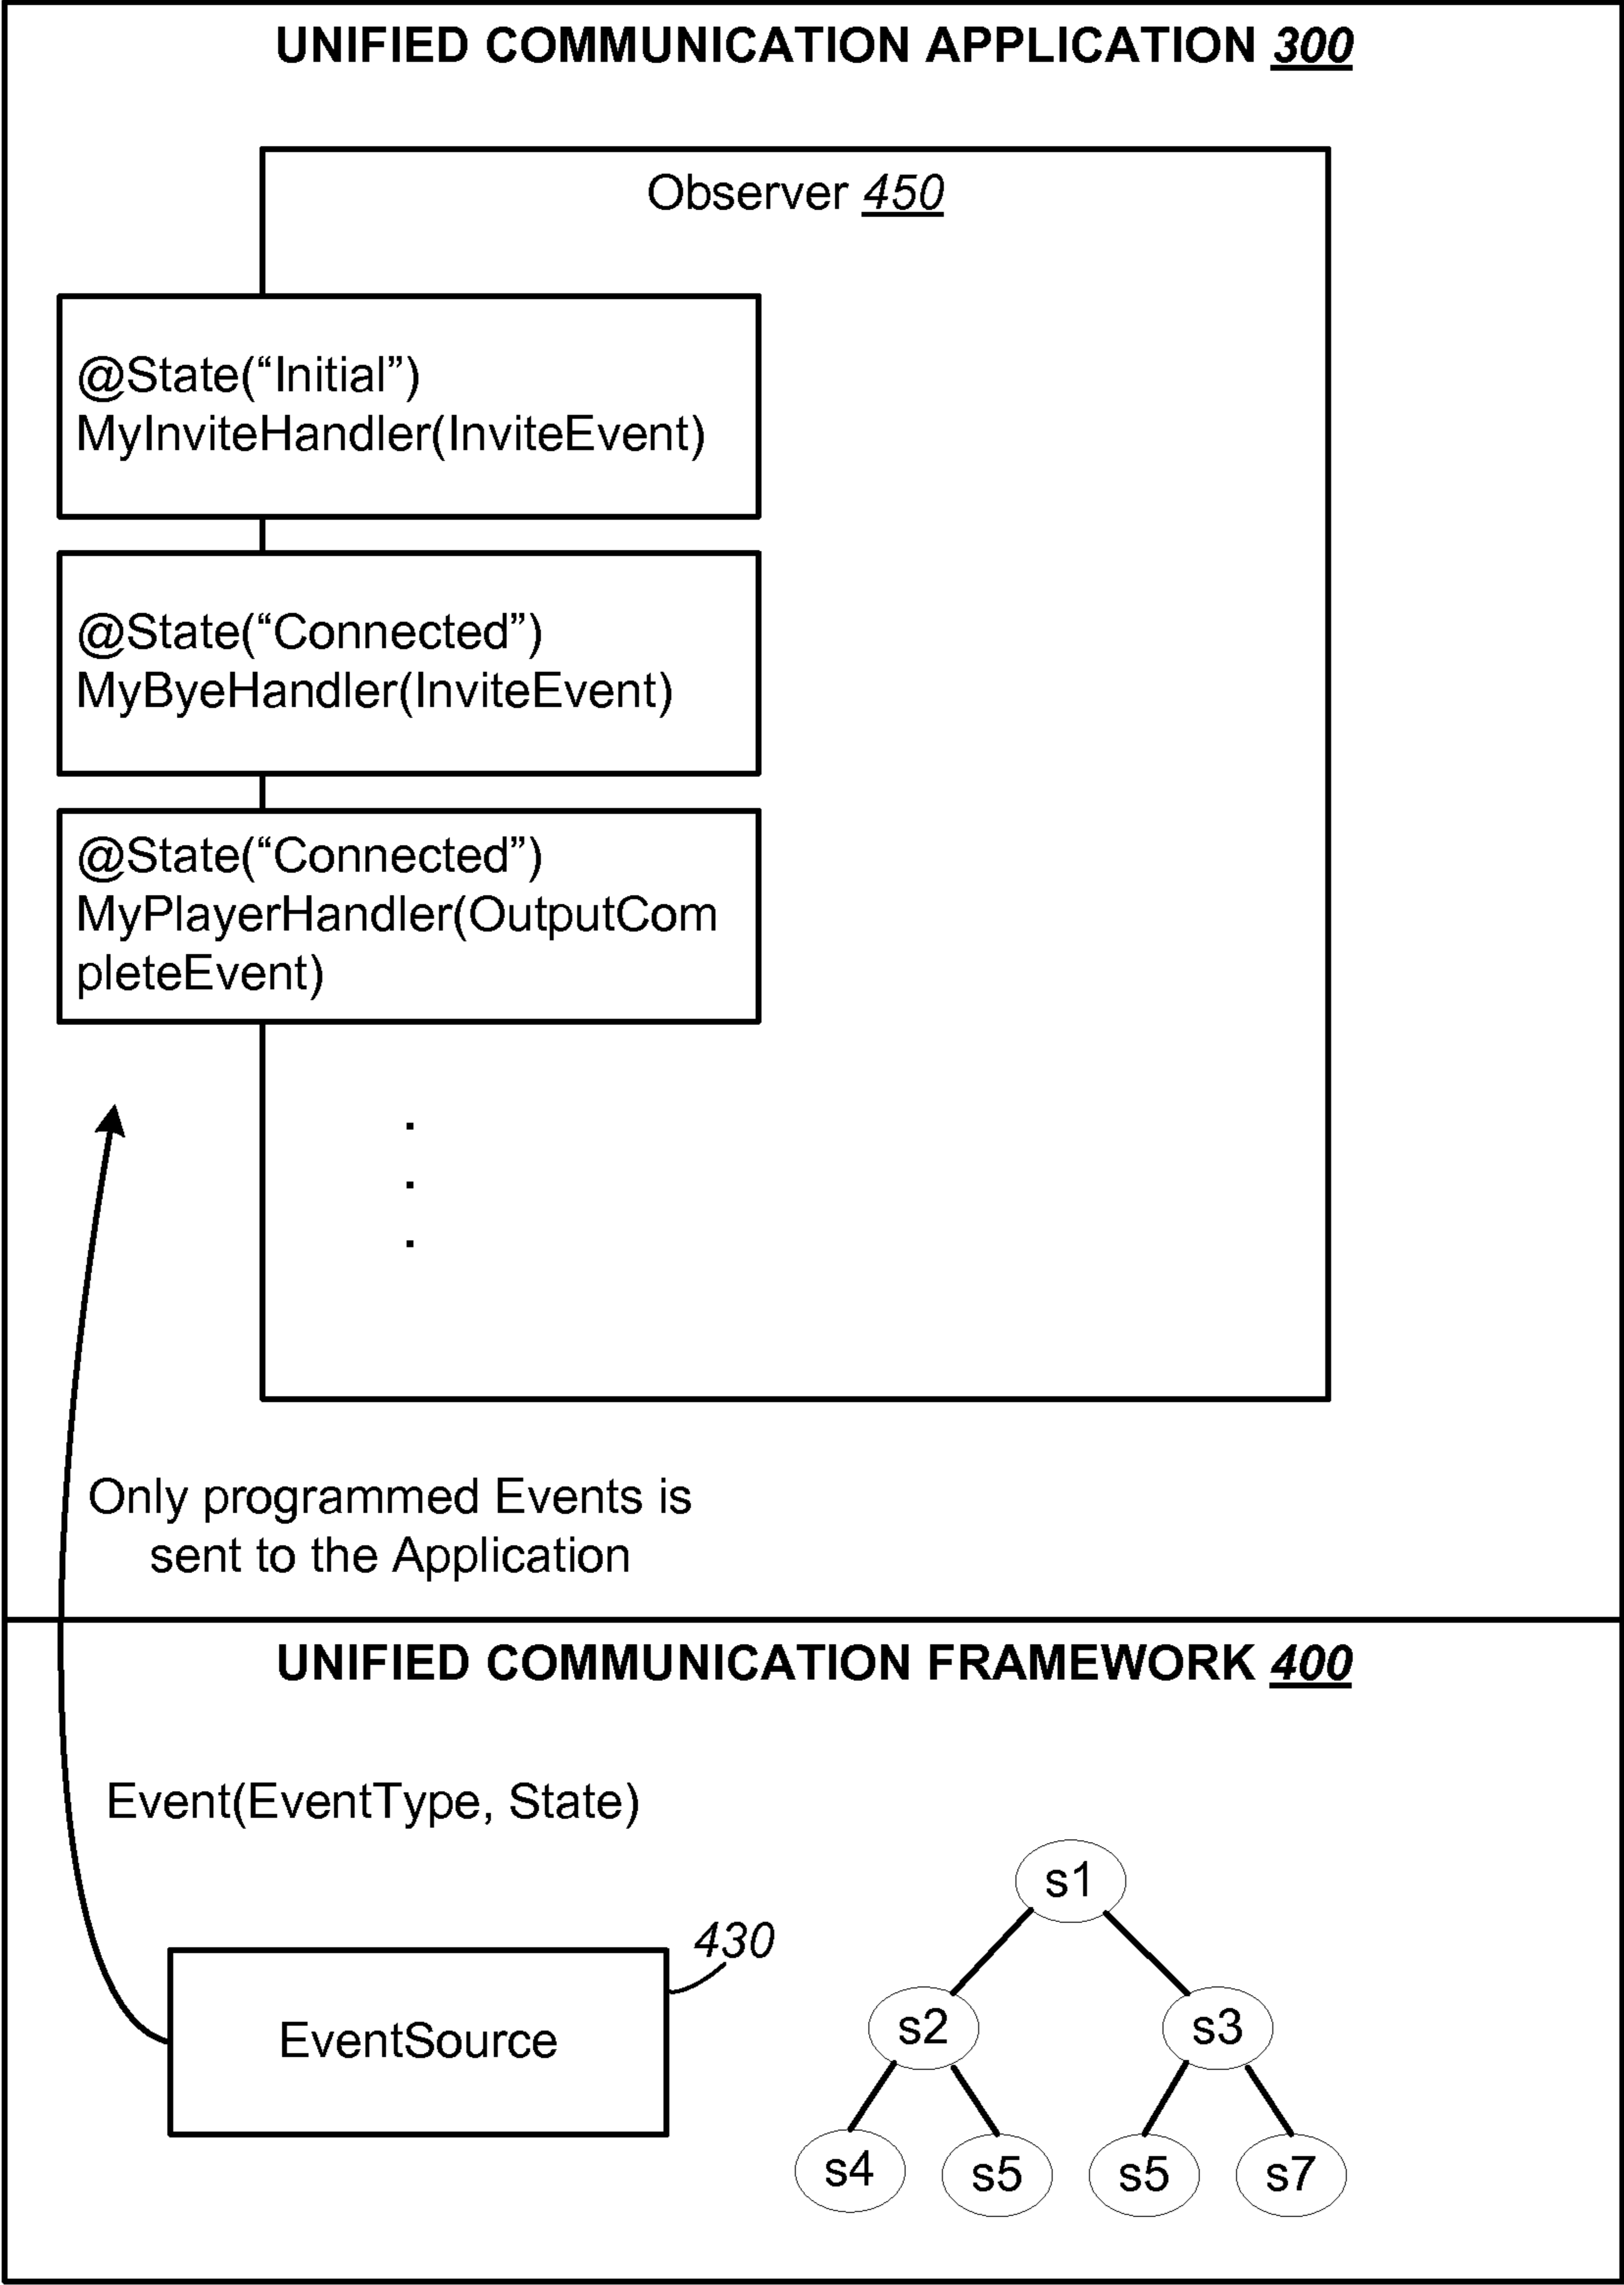 UNIFIED COMMUNICATION APPLICATION 300
Observer 450
@State(“Initial”)
MyInviteHandler(InviteEvent)
@State(“Connected”)
MyByeHandler(InviteEvent)
@State(“Connected”)
MyPlayerHandler(OutputCom
pleteEvent)
.
.
.
Only programmed Events is
sent to the Application
UNIFIED COMMUNICATION FRAMEWORK 400
Event(EventType, State)
430
EventSource
s1
s2 s3
s4 s5 s5 s7